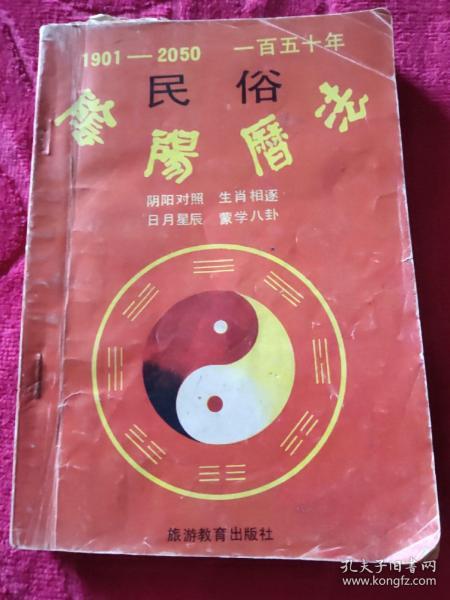 1901—2050 一百五十年
民俗
陰陽曆法
阴阳对照 生肖相逐
日月星辰 蒙学八卦
旅游教育出版社
孔夫子旧书网
www.kongfz.com